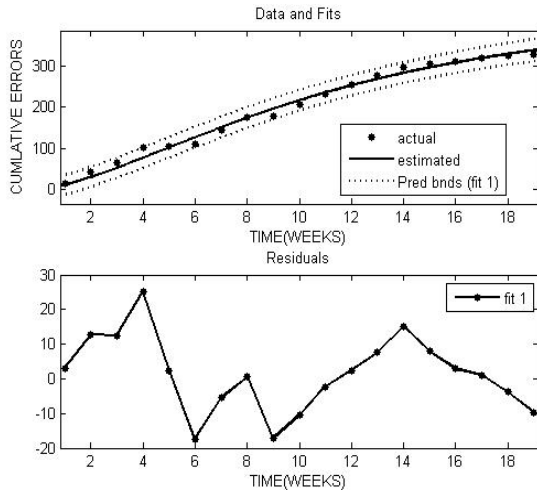 Data and Fits
CUMLATIVE ERRORS
300
200
100
0
actual
estimated
Pred bnds (fit 1)
2 4 6 8 10 12 14 16 18
TIME(WEEKS)
Residuals
30
20
10
0
-10
-20
fit 1
2 4 6 8 10 12 14 16 18
TIME(WEEKS)